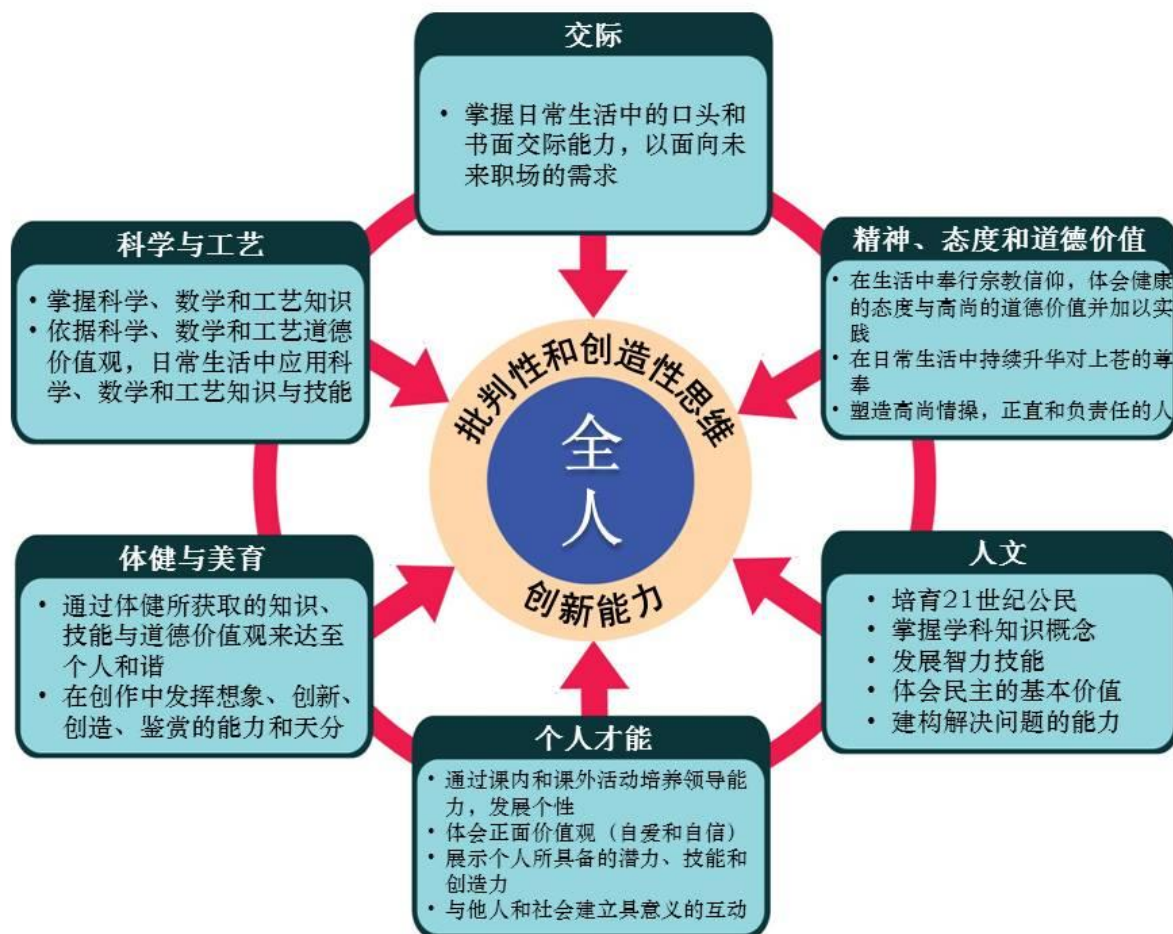 交际
• 掌握日常生活中的口头和
书面交际能力，以面向未
来职场的需求
科学与工艺
• 掌握科学、数学和工艺知识
• 依据科学、数学和工艺道德
价值观，日常生活中应用科
学、数学和工艺知识与技能
精神、态度和道德价值
• 在生活中奉行宗教信仰，体会健康
的态度与高尚的道德价值并加以实
践
• 在日常生活中持续升华对上苍的尊
奉
• 塑造高尚情操，正直和负责任的人
批判性和创造性思维
全
人
创新能力
体健与美育
• 通过体健所获取的知识、
技能与道德价值观来达至
个人和谐
• 在创作中发挥想象、创新、
创造、鉴赏的能力和天分
人文
• 培育21世纪公民
• 掌握学科知识概念
• 发展智力技能
• 体会民主的基本价值
• 建构解决问题的能力
个人才能
• 通过课内和课外活动培养领导能
力，发展个性
• 体会正面价值观（自爱和自信）
• 展示个人所具备的潜力、技能和
创造力
• 与他人和社会建立具意义的互动